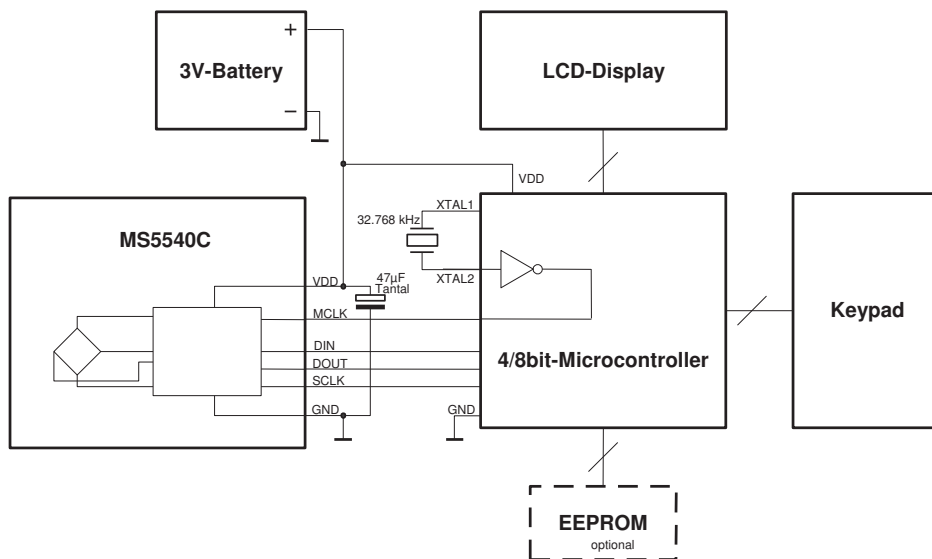 +
3V-Battery
−
LCD-Display
VDD
MS5540C
32.768 kHz
XTAL1
XTAL2
VDD
47µF
Tantal
MCLK
DIN
DOUT
SCLK
GND
GND
4/8bit-Microcontroller
Keypad
EEPROM
optional